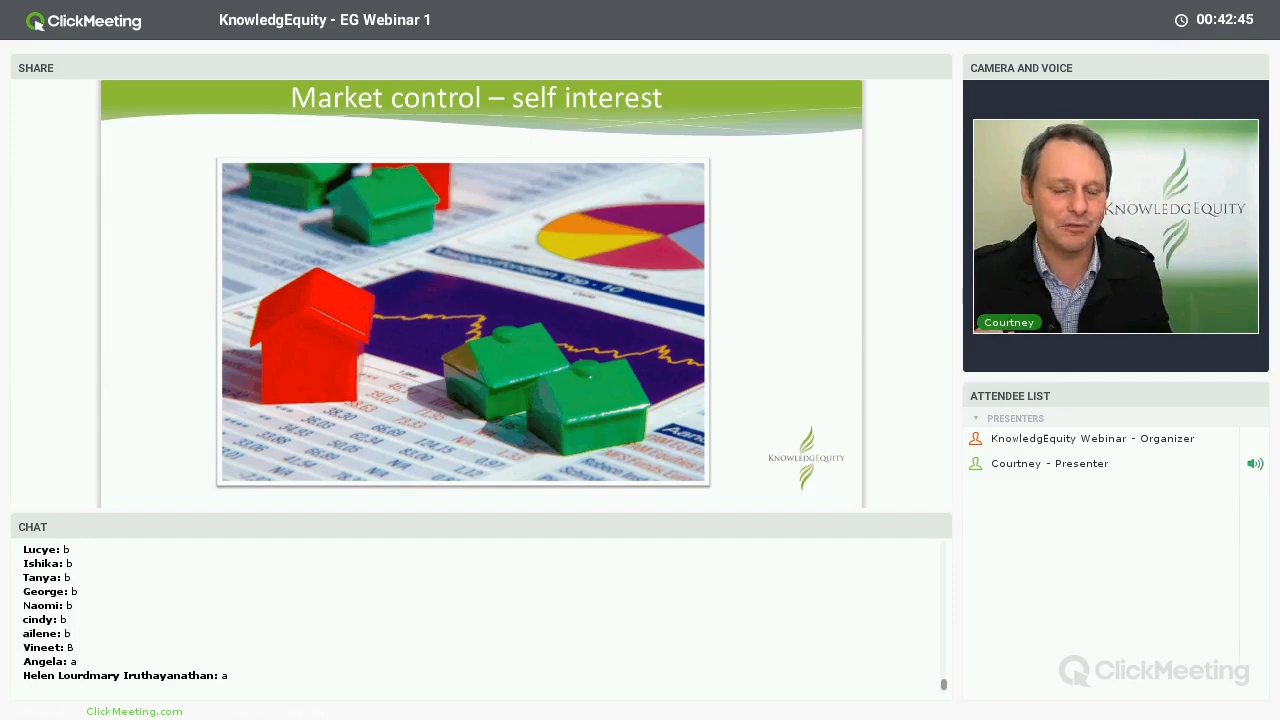 ClickMeeting
KnowledgEquity - EG Webinar 1
00:42:45
SHARE
Market control – self interest
KNOWLEDGEQUITY
CAMERA AND VOICE
KNOWLEDGEQUITY
Courtney
ATTENDEE LIST
PRESENTERS
KnowledgEquity Webinar - Organizer
Courtney - Presenter
CHAT
Lucye: b
Ishika: b
Tanya: b
George: b
Naomi: b
cindy: b
ailene: b
Vineet: B
Angela: a
Helen Lourdmary Iruthayanathan: a
ClickMeeting
ClickMeeting.com